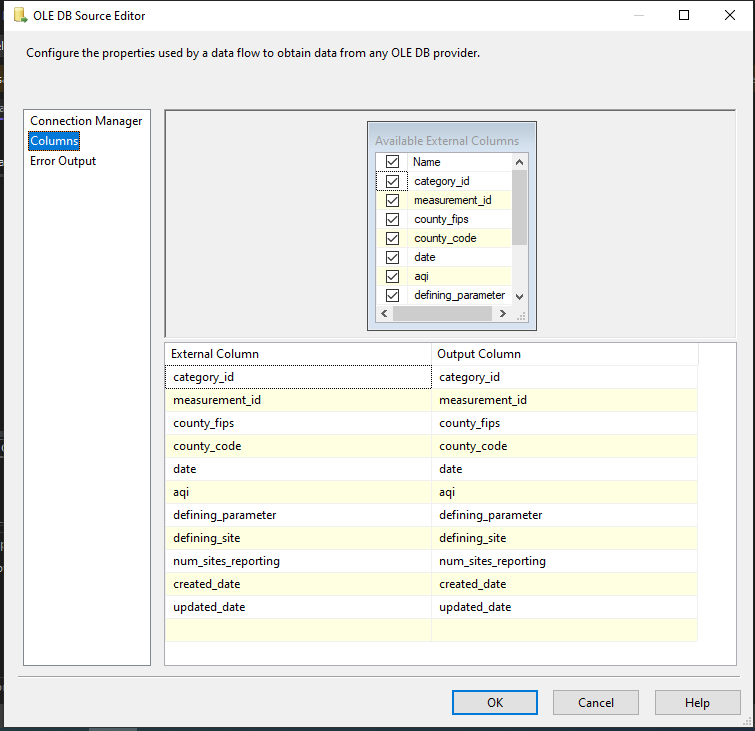 OLE DB Source Editor
Configure the properties used by a data flow to obtain data from any OLE DB provider.
Connection Manager
Columns
Error Output
Available External Columns
Name
category_id
measurement_id
county_fips
county_code
date
aqi
defining_parameter
External Column Output Column
category_id category_id
measurement_id measurement_id
county_fips county_fips
county_code county_code
date date
aqi aqi
defining_parameter defining_parameter
defining_site defining_site
num_sites_reporting num_sites_reporting
created_date created_date
updated_date updated_date
OK Cancel Help